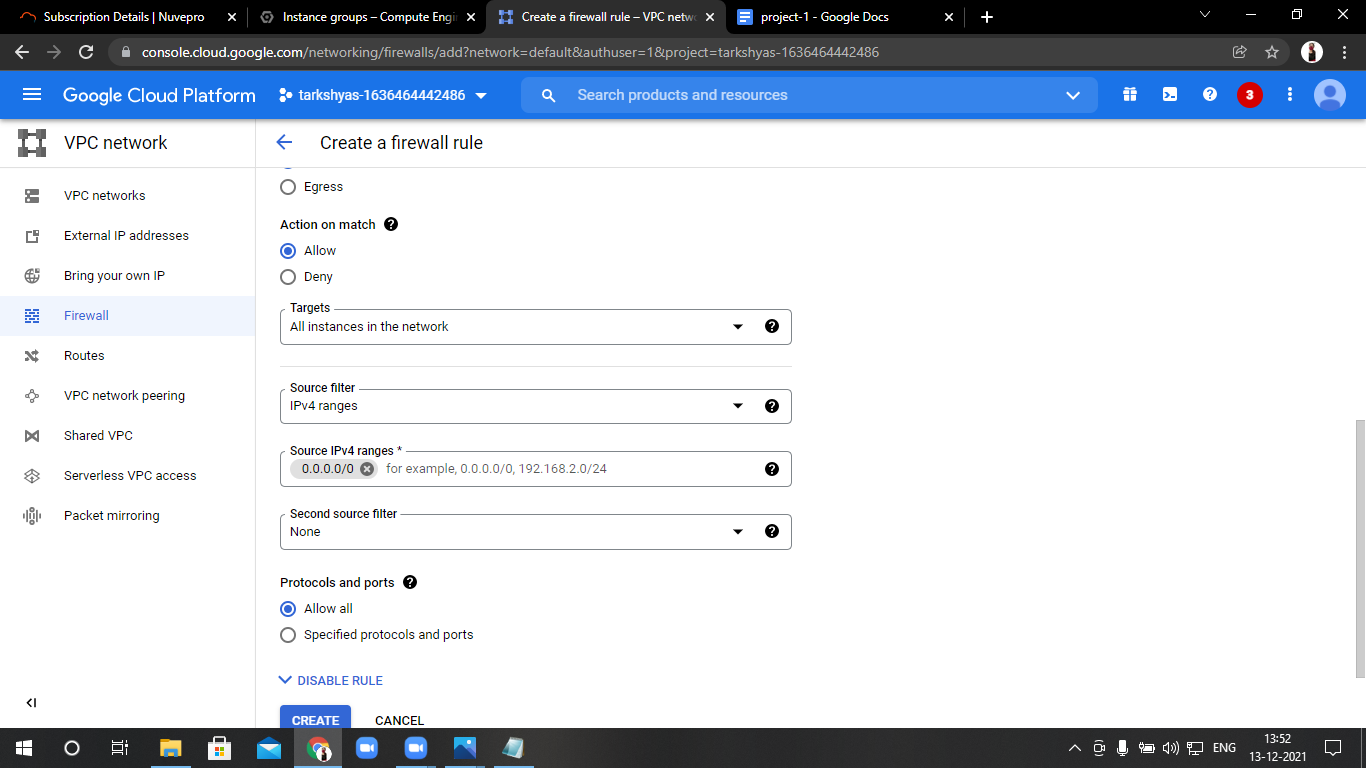 Subscription Details | Nuvepro
Instance groups – Compute Engi
Create a firewall rule – VPC netw
project-1 - Google Docs
console.cloud.google.com/networking/firewalls/add?network=default&authuser=1&project=tarkshyas-1636464442486
Google Cloud Platform
tarkshyas-1636464442486
Search products and resources
3
VPC network
Create a firewall rule
VPC networks
External IP addresses
Bring your own IP
Firewall
Routes
VPC network peering
Shared VPC
Serverless VPC access
Packet mirroring
Egress
Action on match
Allow
Deny
Targets
All instances in the network
Source filter
IPv4 ranges
Source IPv4 ranges *
0.0.0.0/0 for example, 0.0.0.0/0, 192.168.2.0/24
Second source filter
None
Protocols and ports
Allow all
Specified protocols and ports
DISABLE RULE
CREATE CANCEL
ENG
13:52
13-12-2021